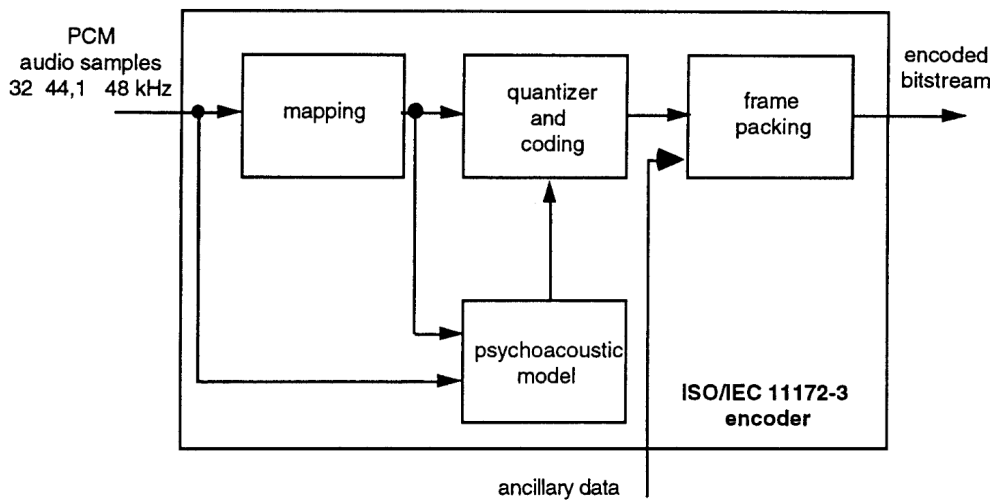 PCM
audio samples
32 44,1 48 kHz
mapping
quantizer
and
coding
frame
packing
encoded
bitstream
psychoacoustic
model
ISO/IEC 11172-3
encoder
ancillary data